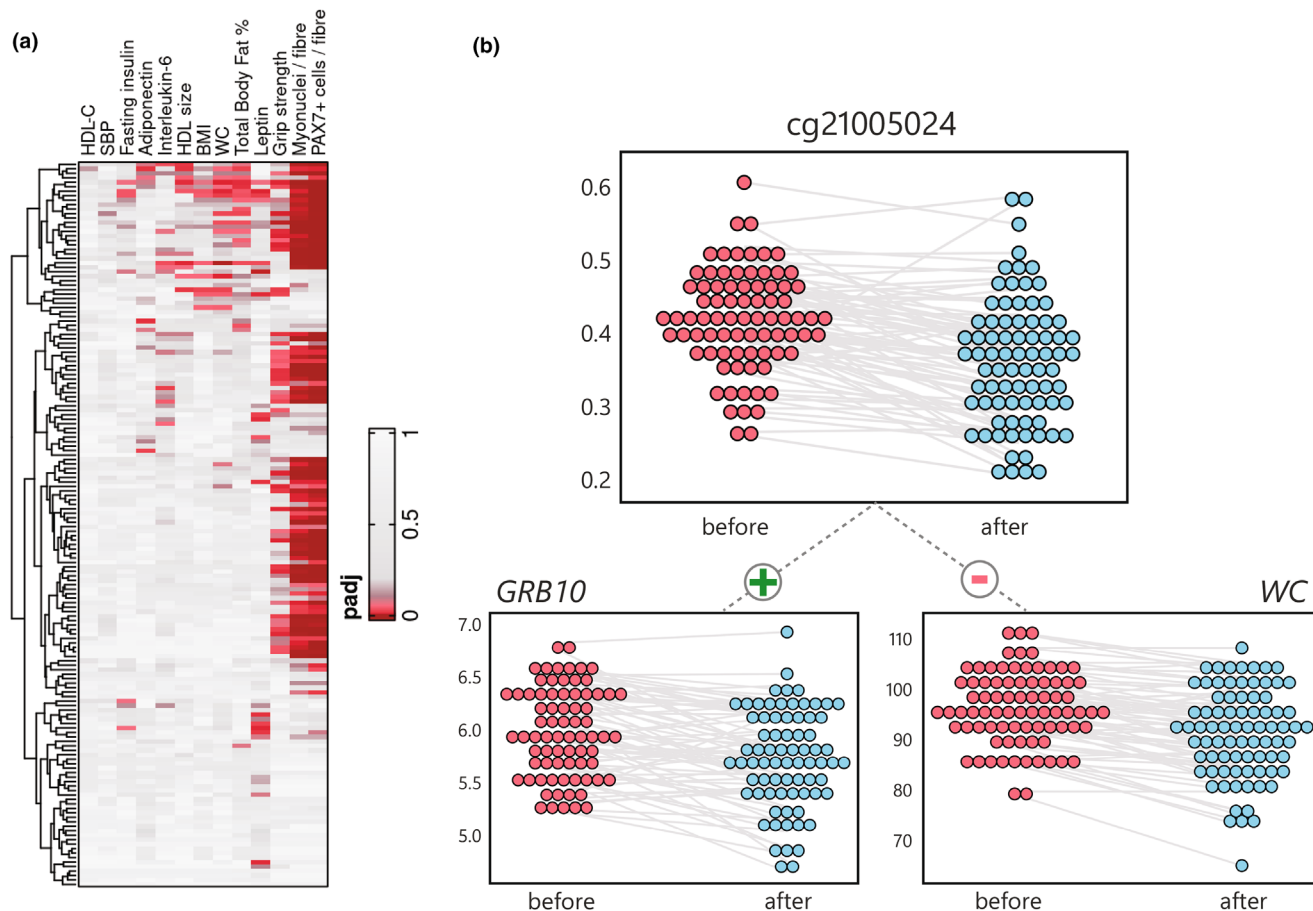 (a)
HDL-C
SBP
Fasting insulin
Adiponectin
Interleukin-6
HDL size
BMI
WC
Total Body Fat %
Leptin
Grip strength
Myonuclei / fibre
PAX7+ cells / fibre
padj
1
0.5
0
(b)
cg21005024
0.6
0.5
0.4
0.3
0.2
before after
+
-
GRB10
7.0
6.5
6.0
5.5
5.0
before after
WC
110
100
90
80
70
before after